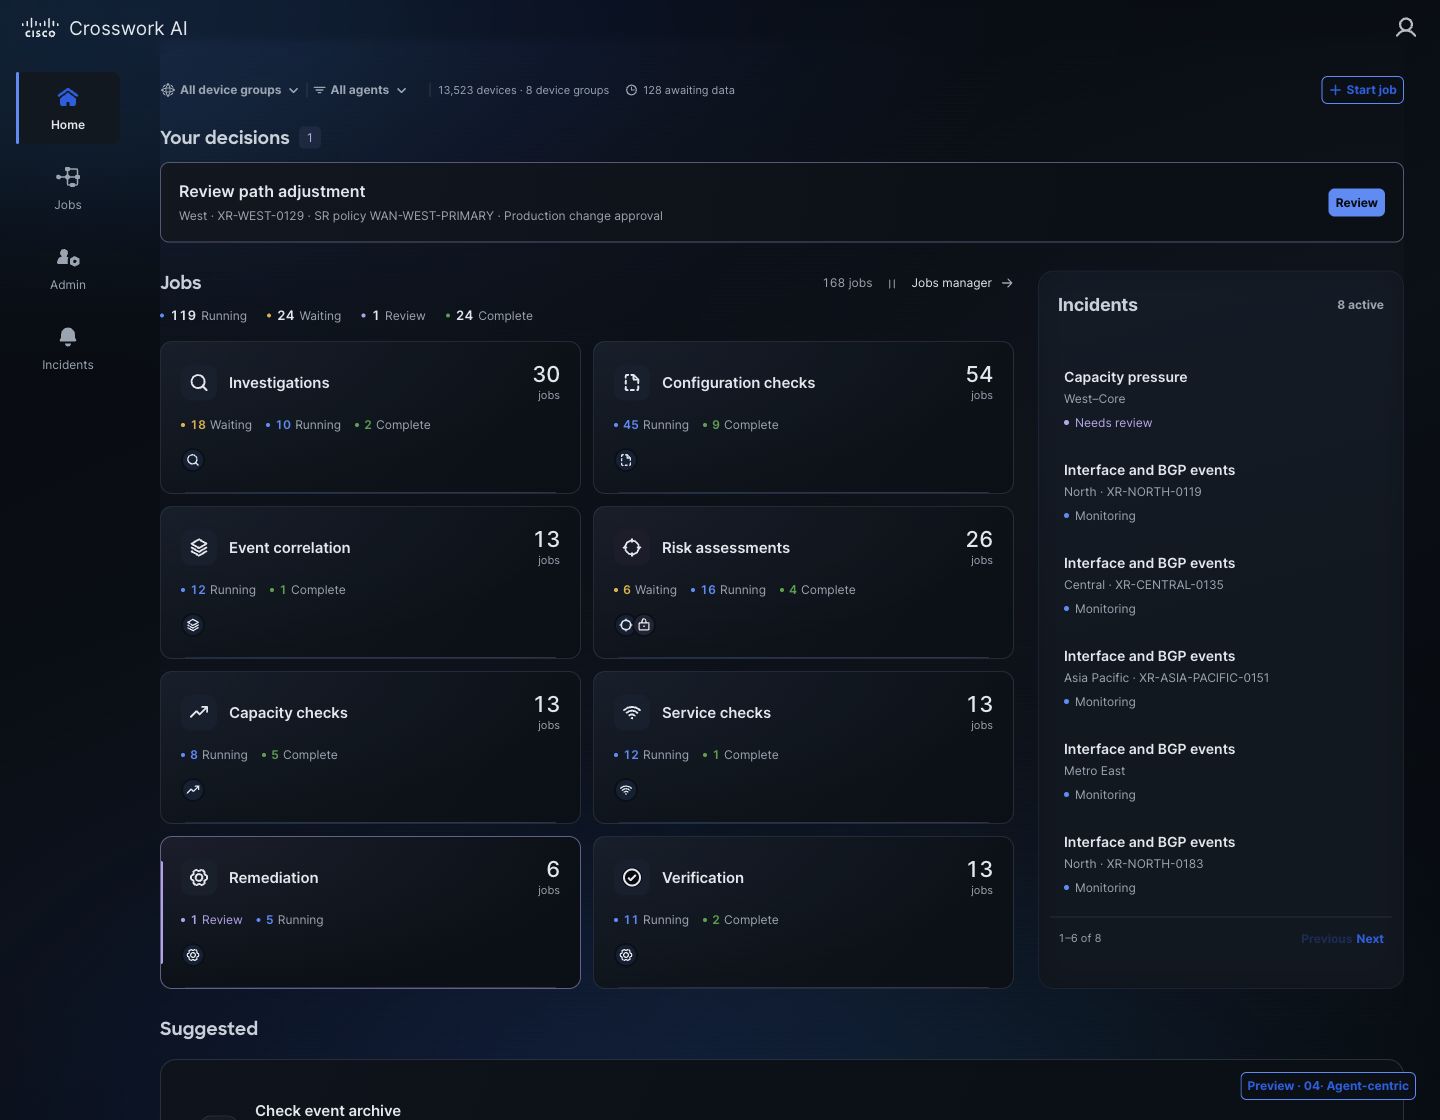 CISCO Crosswork AI
Home
Jobs
Admin
Incidents
All device groups All agents 13,523 devices · 8 device groups 128 awaiting data + Start job
Your decisions 1
Review path adjustment
West · XR-WEST-0129 · SR policy WAN-WEST-PRIMARY · Production change approval
Review
Jobs
168 jobs Jobs manager →
• 119 Running • 24 Waiting • 1 Review • 24 Complete
Investigations
30
jobs
• 18 Waiting • 10 Running • 2 Complete
Configuration checks
54
jobs
• 45 Running • 9 Complete
Event correlation
13
jobs
• 12 Running • 1 Complete
Risk assessments
26
jobs
• 6 Waiting • 16 Running • 4 Complete
Capacity checks
13
jobs
• 8 Running • 5 Complete
Service checks
13
jobs
• 12 Running • 1 Complete
Remediation
6
jobs
• 1 Review • 5 Running
Verification
13
jobs
• 11 Running • 2 Complete
Incidents
8 active
Capacity pressure
West–Core
• Needs review
Interface and BGP events
North · XR-NORTH-0119
• Monitoring
Interface and BGP events
Central · XR-CENTRAL-0135
• Monitoring
Interface and BGP events
Asia Pacific · XR-ASIA-PACIFIC-0151
• Monitoring
Interface and BGP events
Metro East
• Monitoring
Interface and BGP events
North · XR-NORTH-0183
• Monitoring
1–6 of 8 Previous Next
Suggested
Check event archive
Preview · 04· Agent-centric